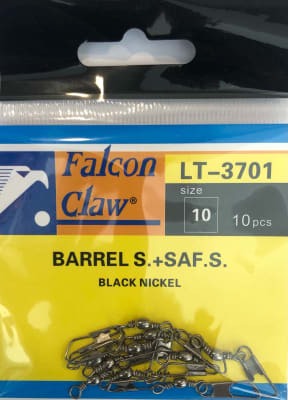 Falcon
Claw®
LT-3701
size
10
10pcs
BARREL S.+SAF.S.
BLACK NICKEL